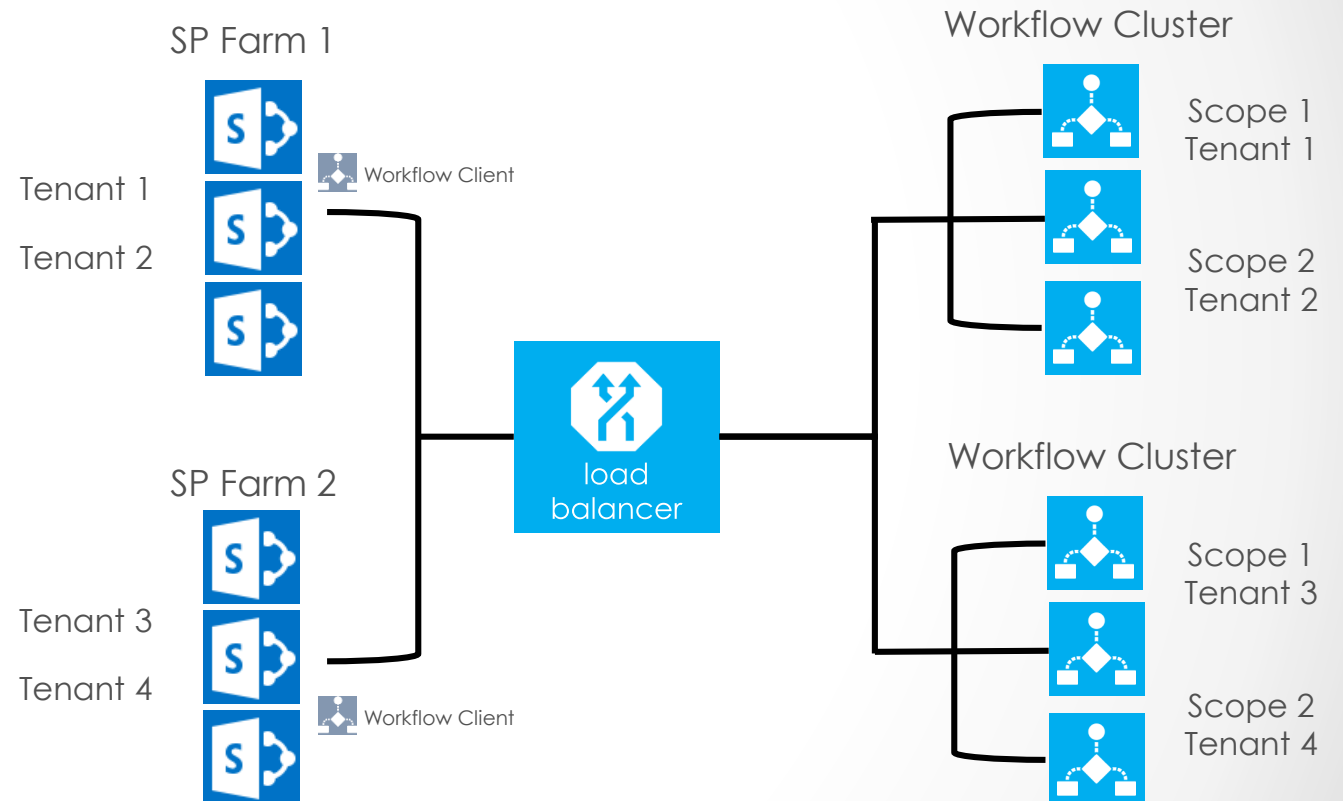 SP Farm 1
S
S
S
Tenant 1
Tenant 2
Workflow Client
SP Farm 2
S
S
S
Tenant 3
Tenant 4
Workflow Client
load
balancer
Workflow Cluster
Scope 1
Tenant 1
Scope 2
Tenant 2
Workflow Cluster
Scope 1
Tenant 3
Scope 2
Tenant 4